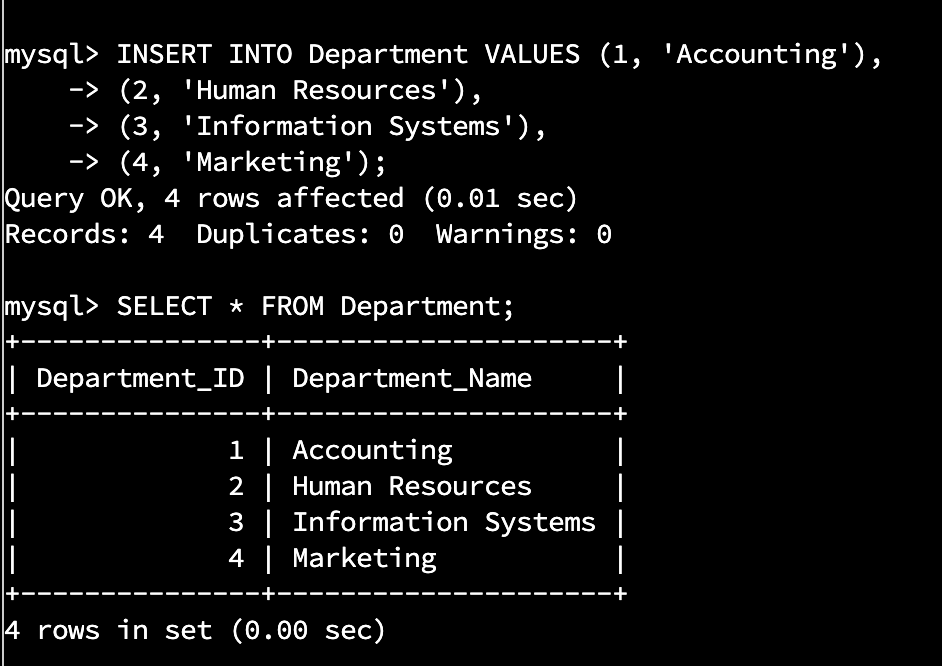 mysql> INSERT INTO Department VALUES (1, 'Accounting'),
    -> (2, 'Human Resources'),
    -> (3, 'Information Systems'),
    -> (4, 'Marketing');
Query OK, 4 rows affected (0.01 sec)
Records: 4  Duplicates: 0  Warnings: 0

mysql> SELECT * FROM Department;
+---------------+---------------------+
| Department_ID | Department_Name     |
+---------------+---------------------+
|             1 | Accounting          |
|             2 | Human Resources     |
|             3 | Information Systems |
|             4 | Marketing           |
+---------------+---------------------+
4 rows in set (0.00 sec)